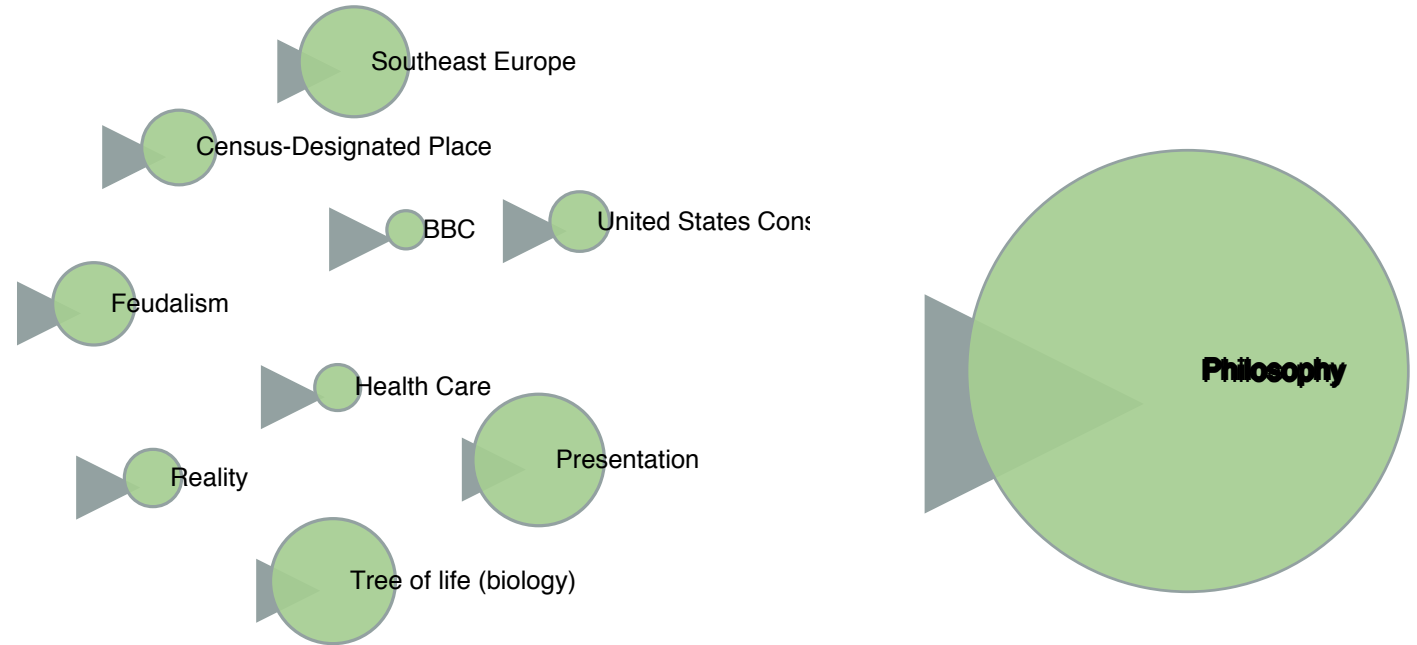 Southeast Europe
Census-Designated Place
BBC
United States Cons
Feudalism
Philosophy
Health Care
Presentation
Reality
Tree of life (biology)